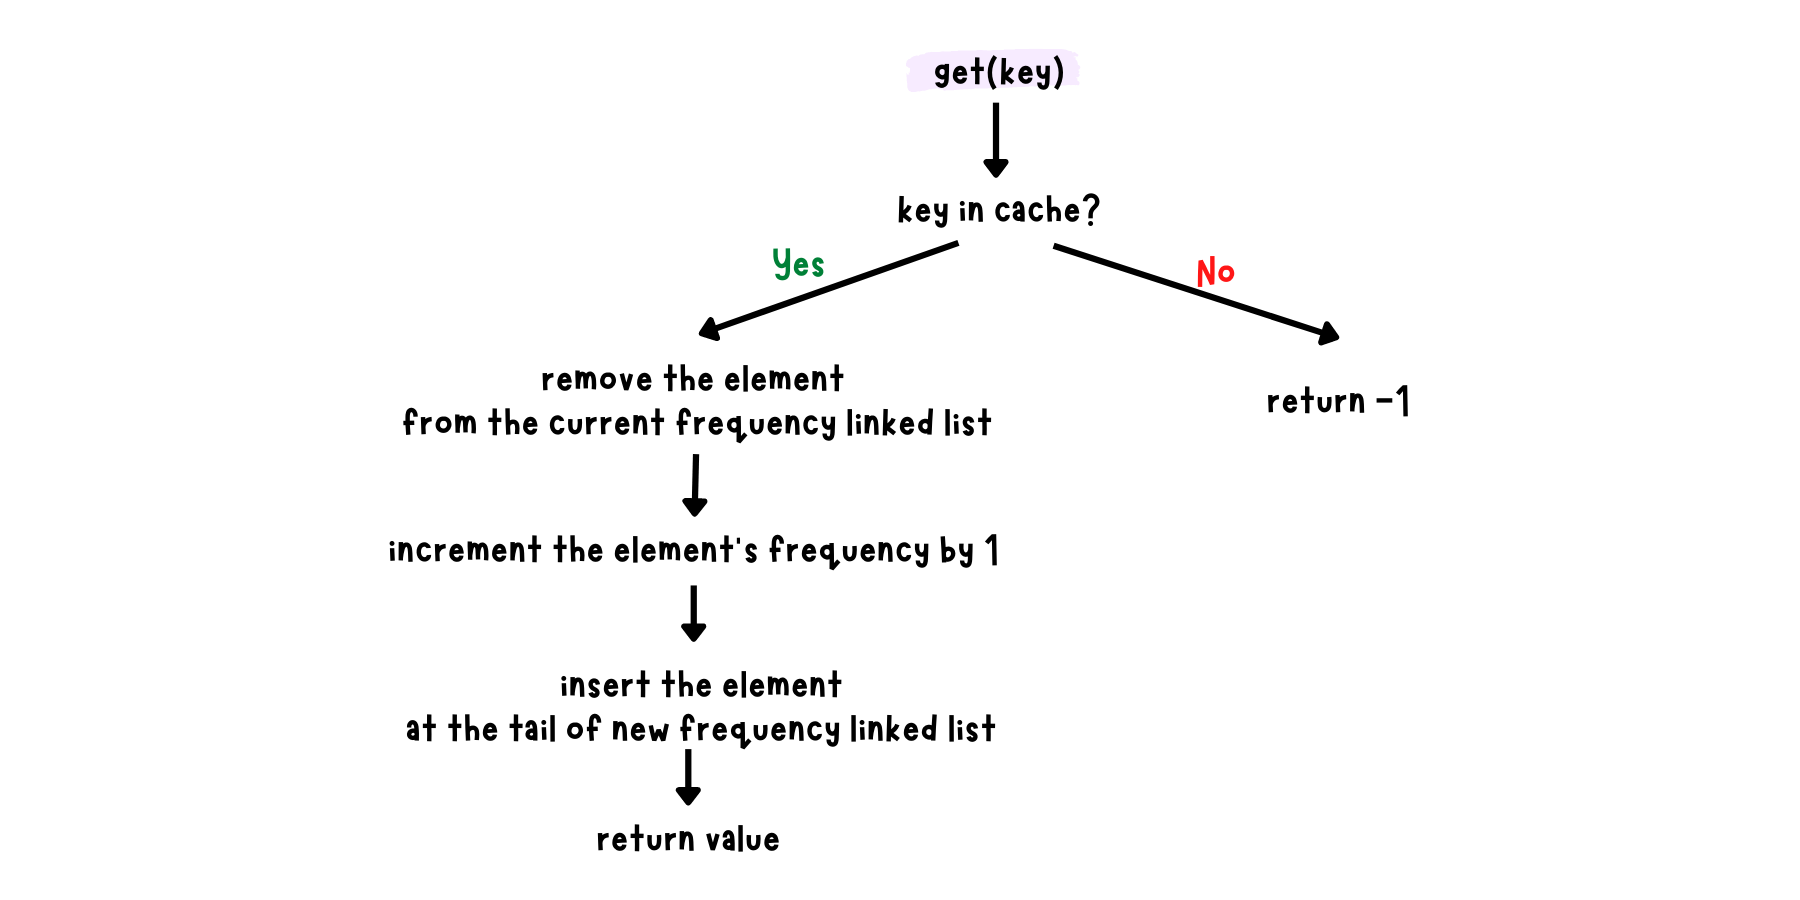 get(key)
key in cache?
Yes
No
remove the element
from the current frequency linked list
return -1
increment the element's frequency by 1
insert the element
at the tail of new frequency linked list
return value